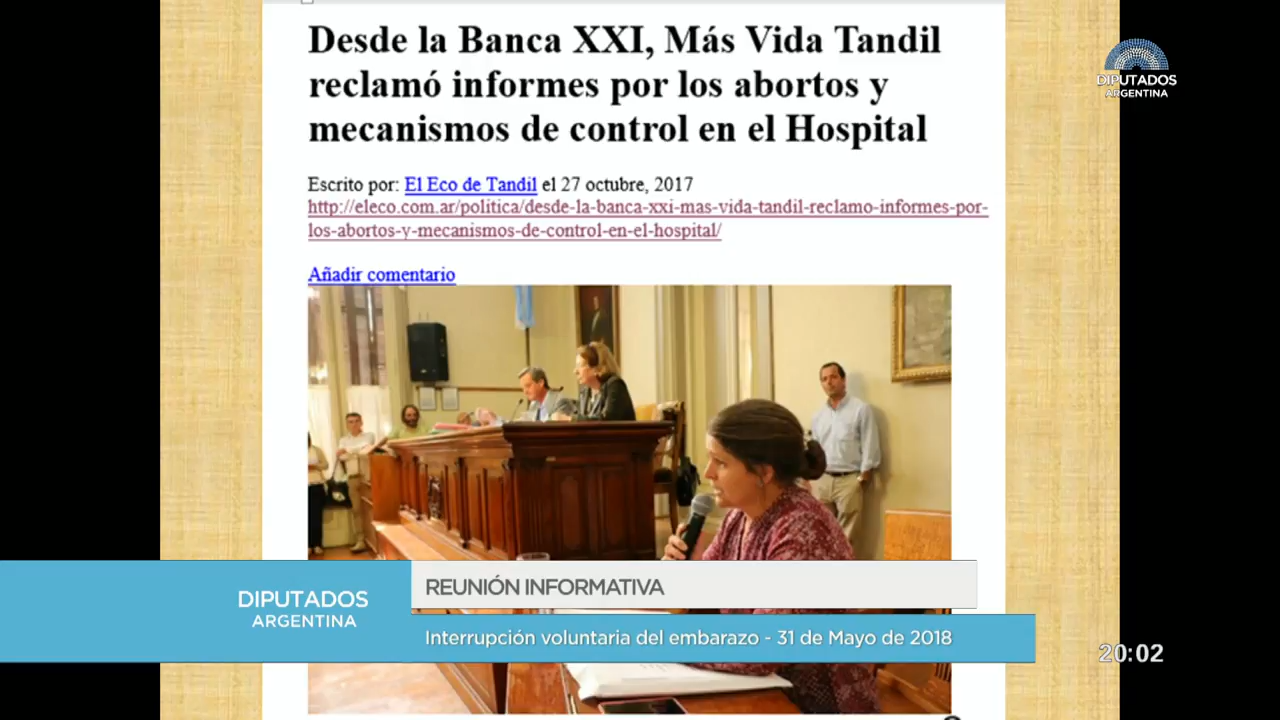 Desde la Banca XXI, Más Vida Tandil
reclamó informes por los abortos y
mecanismos de control en el Hospital
DIPUTADOS
ARGENTINA
Escrito por: El Eco de Tandil el 27 octubre, 2017
http://eleco.com.ar/politica/desde-la-banca-xxi-mas-vida-tandil-reclamo-informes-por-
los-abortos-y-mecanismos-de-control-en-el-hospital/
Añadir comentario
DIPUTADOS
ARGENTINA
REUNIÓN INFORMATIVA
Interrupción voluntaria del embarazo - 31 de Mayo de 2018
20:02